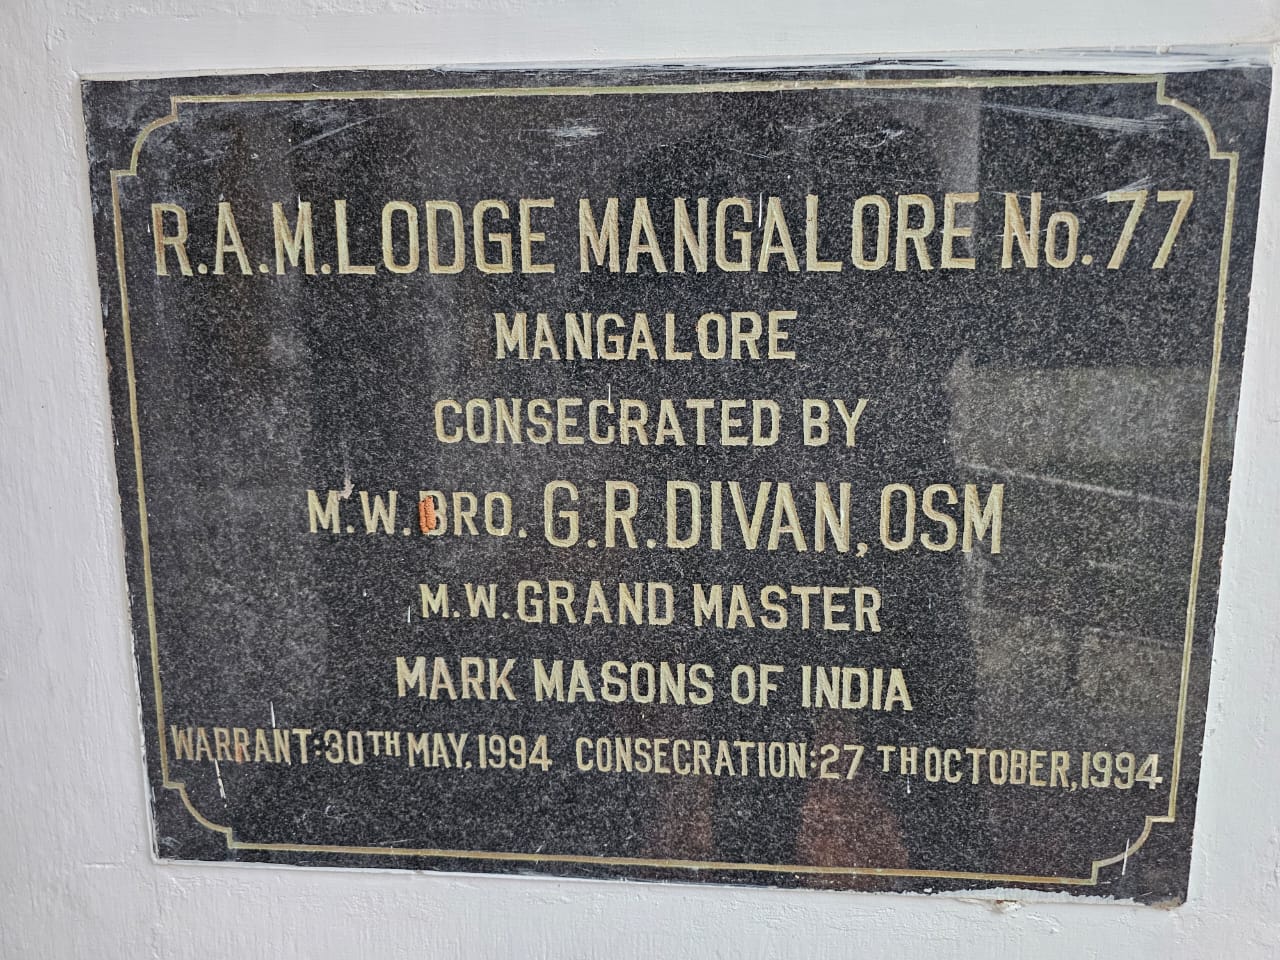 R.A.M. LODGE MANGALORE No. 77
MANGALORE
CONSECRATED BY
M.W. BRO. G.R. DIVAN, OSM
M.W. GRAND MASTER
MARK MASONS OF INDIA
WARRANT: 30TH MAY, 1994 CONSECRATION: 27 TH OCTOBER, 1994